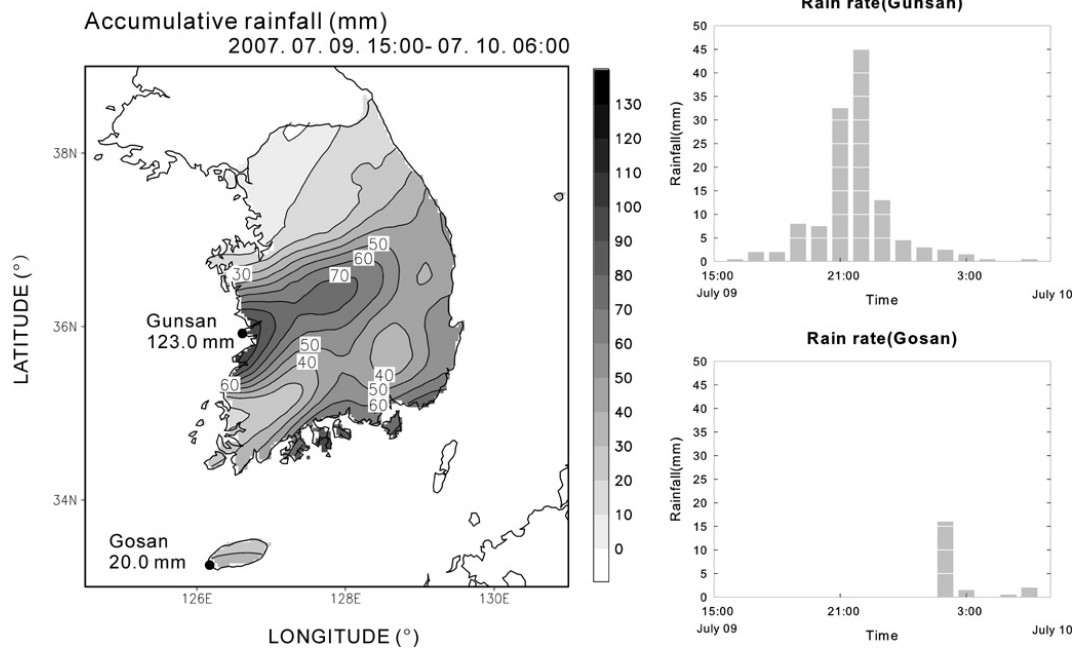 Accumulative rainfall (mm)
2007. 07. 09. 15:00- 07. 10. 06:00
LATITUDE (°)
38N
36N
34N
126E
128E
130E
LONGITUDE (°)
Gunsan
123.0 mm
Gosan
20.0 mm
50
60
70
30
50
40
60
40
50
60
130
120
110
100
90
80
70
60
50
40
30
20
10
0
Rain rate(Gunsan)
Rainfall(mm)
50
45
40
35
30
25
20
15
10
5
0
15:00
21:00
3:00
July 09
Time
July 10
Rain rate(Gosan)
Rainfall(mm)
50
45
40
35
30
25
20
15
10
5
0
15:00
21:00
3:00
July 09
Time
July 10